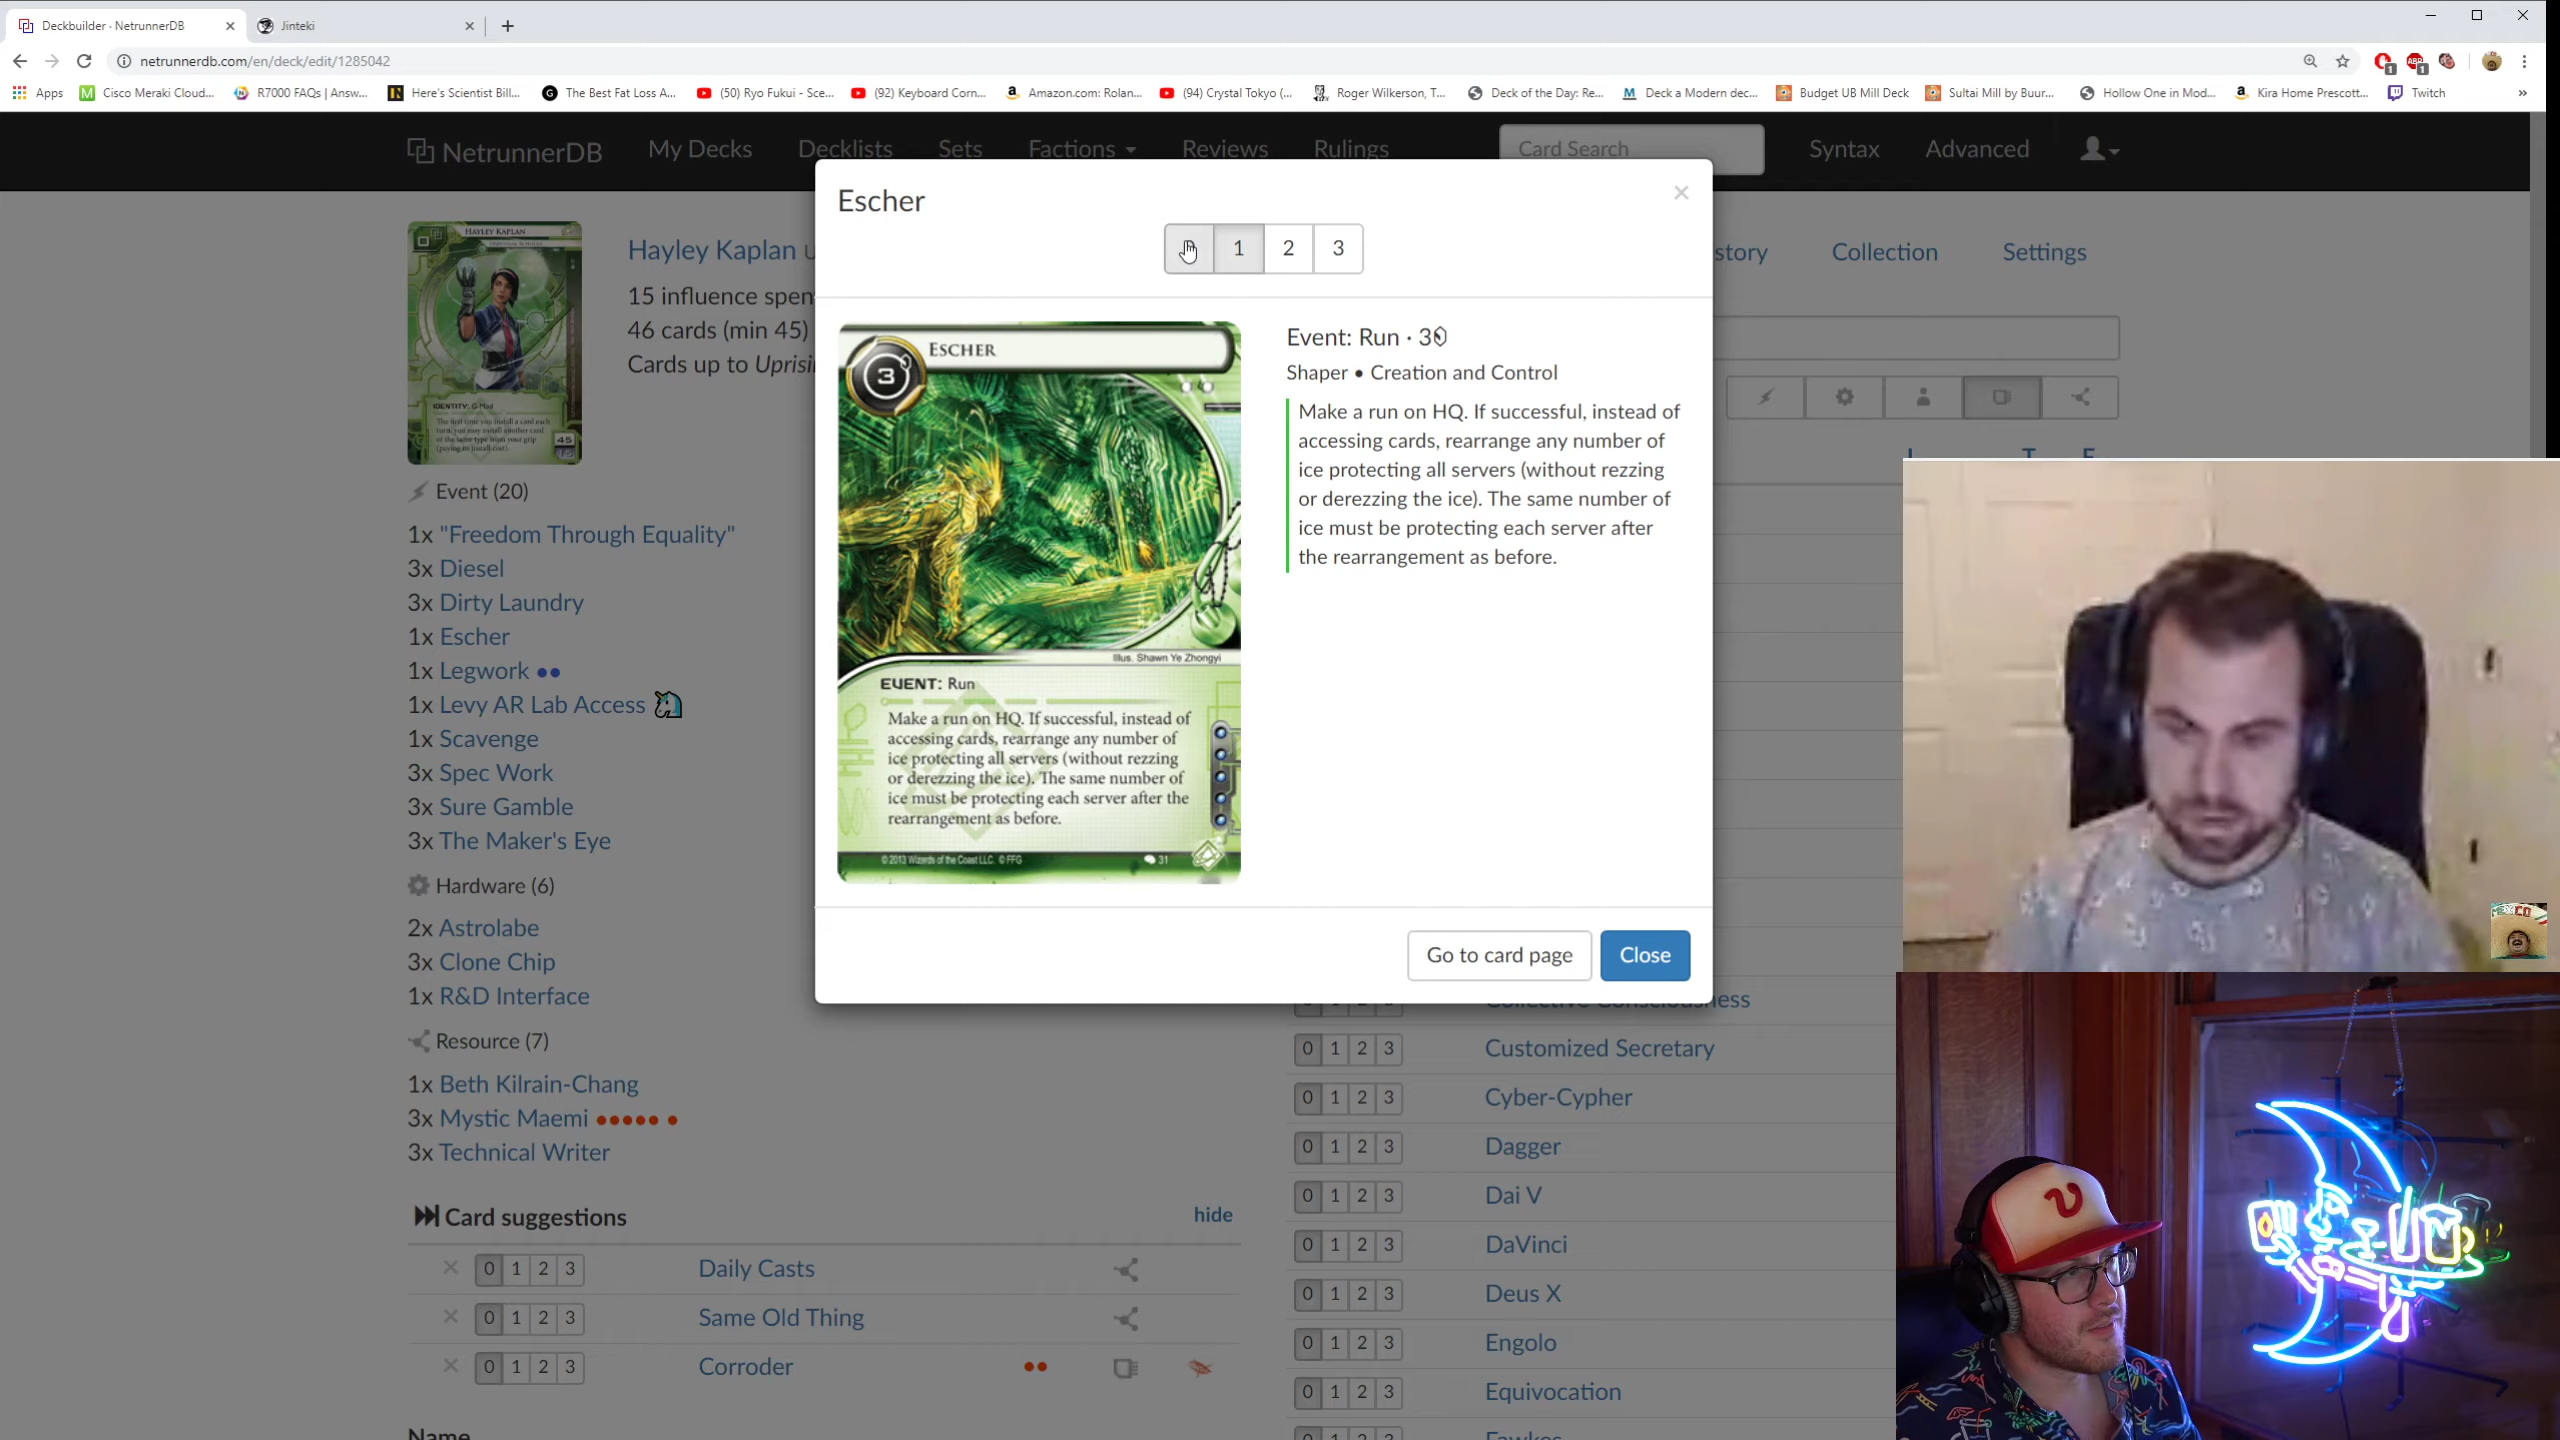 Deckbuilder · NetrunnerDB
Jinteki
netrunnerdb.com/en/deck/edit/1285042
Apps
Cisco Meraki Cloud...
R7000 FAQs | Answ...
Here's Scientist Bill...
The Best Fat Loss A...
(50) Ryo Fukui - Sce...
(92) Keyboard Corn...
Amazon.com: Rolan...
(94) Crystal Tokyo (...
Roger Wilkerson, T...
Deck of the Day: Re...
Deck a Modern dec...
Budget UB Mill Deck
Sultai Mill by Buur...
Hollow One in Mod...
Kira Home Prescott...
Twitch
NetrunnerDB
My Decks
Decklists
Sets
Factions
Reviews
Rulings
Card Search
Syntax
Advanced
Escher
1 2 3
HAYLEY KAPLAN
Hayley Kaplan
15 influence spen
46 cards (min 45)
Cards up to Uprisi
story
Collection
Settings
Event (20)
1x "Freedom Through Equality"
3x Diesel
3x Dirty Laundry
1x Escher
1x Legwork
1x Levy AR Lab Access
1x Scavenge
3x Spec Work
3x Sure Gamble
3x The Maker's Eye
Hardware (6)
2x Astrolabe
3x Clone Chip
1x R&D Interface
Resource (7)
1x Beth Kilrain-Chang
3x Mystic Maemi
3x Technical Writer
3
ESCHER
Illus. Shawn Ye Zhongyi
EVENT: Run
Make a run on HQ. If successful, instead of
accessing cards, rearrange any number of
ice protecting all servers (without rezzing
or derezzing the ice). The same number of
ice must be protecting each server after the
rearrangement as before.
© 2013 Wizards of the Coast LLC. © FFG
31
Event: Run · 3
Shaper • Creation and Control
Make a run on HQ. If successful, instead of
accessing cards, rearrange any number of
ice protecting all servers (without rezzing
or derezzing the ice). The same number of
ice must be protecting each server after
the rearrangement as before.
Go to card page
Close
0 1 2 3 Customized Secretary
0 1 2 3 Cyber-Cypher
0 1 2 3 Dagger
0 1 2 3 Dai V
0 1 2 3 DaVinci
0 1 2 3 Deus X
0 1 2 3 Engolo
0 1 2 3 Equivocation
Card suggestions
hide
0 1 2 3 Daily Casts
0 1 2 3 Same Old Thing
0 1 2 3 Corroder
Name
MEXICO